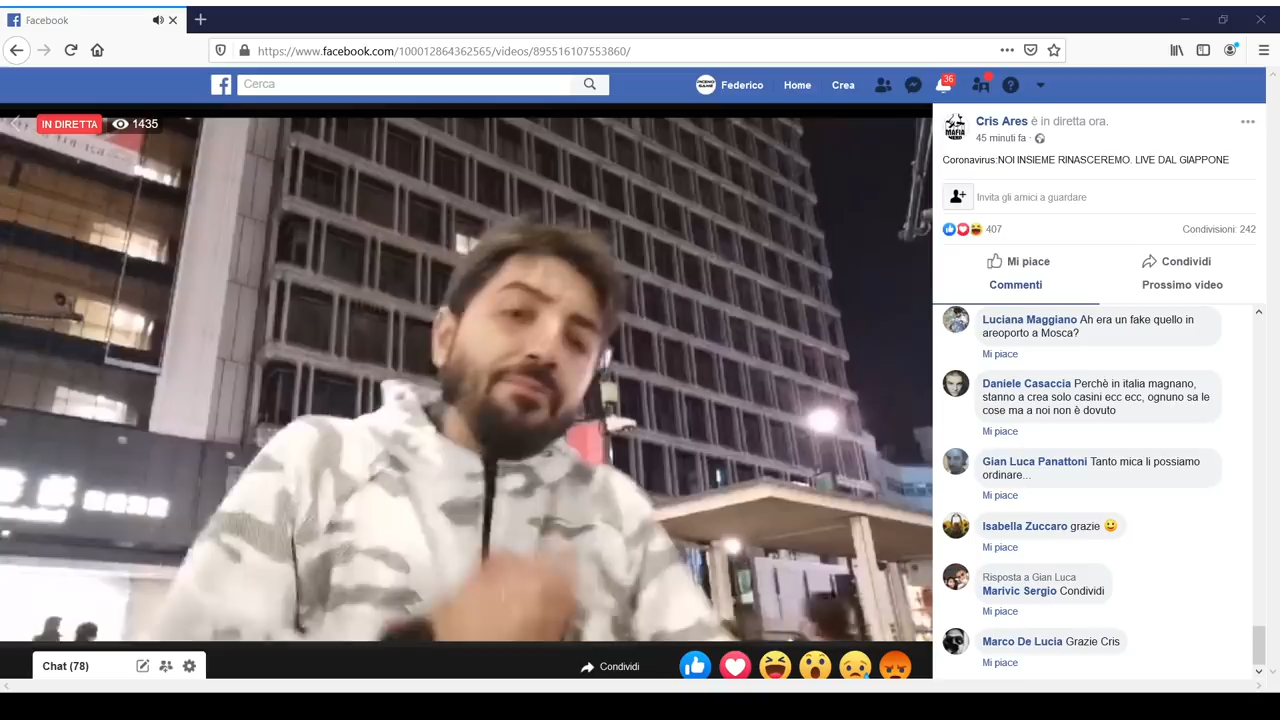 Facebook
https://www.facebook.com/100012864362565/videos/895516107553860/
Cerca
Federico
Home
Crea
36
IN DIRETTA
1435
MAFIA
Cris Ares è in diretta ora.
45 minuti fa ·
Coronavirus:NOI INSIEME RINASCEREMO. LIVE DAL GIAPPONE
Invita gli amici a guardare
407
Condivisioni: 242
Mi piace
Condividi
Commenti
Prossimo video
Luciana Maggiano Ah era un fake quello in
areoporto a Mosca?
Mi piace
Daniele Casaccia Perchè in italia magnano,
stanno a crea solo casini ecc ecc, ognuno sa le
cose ma a noi non è dovuto
Mi piace
Gian Luca Panattoni Tanto mica li possiamo
ordinare...
Mi piace
Isabella Zuccaro grazie
Mi piace
Risposta a Gian Luca
Marivic Sergio Condividi
Mi piace
Marco De Lucia Grazie Cris
Mi piace
Chat (78)
Condividi